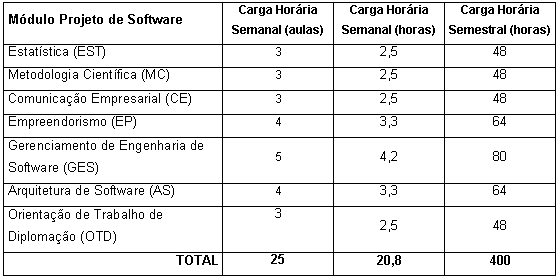 Módulo Projeto de Software Carga Horária Semanal (aulas) Carga Horária Semanal (horas) Carga Horária Semestral (horas)
Estatística (EST) 3 2,5 48
Metodologia Científica (MC) 3 2,5 48
Comunicação Empresarial (CE) 3 2,5 48
Empreendorismo (EP) 4 3,3 64
Gerenciamento de Engenharia de
Software (GES) 5 4,2 80
Arquitetura de Software (AS) 4 3,3 64
Orientação de Trabalho de
Diplomação (OTD) 3 2,5 48
TOTAL 25 20,8 400